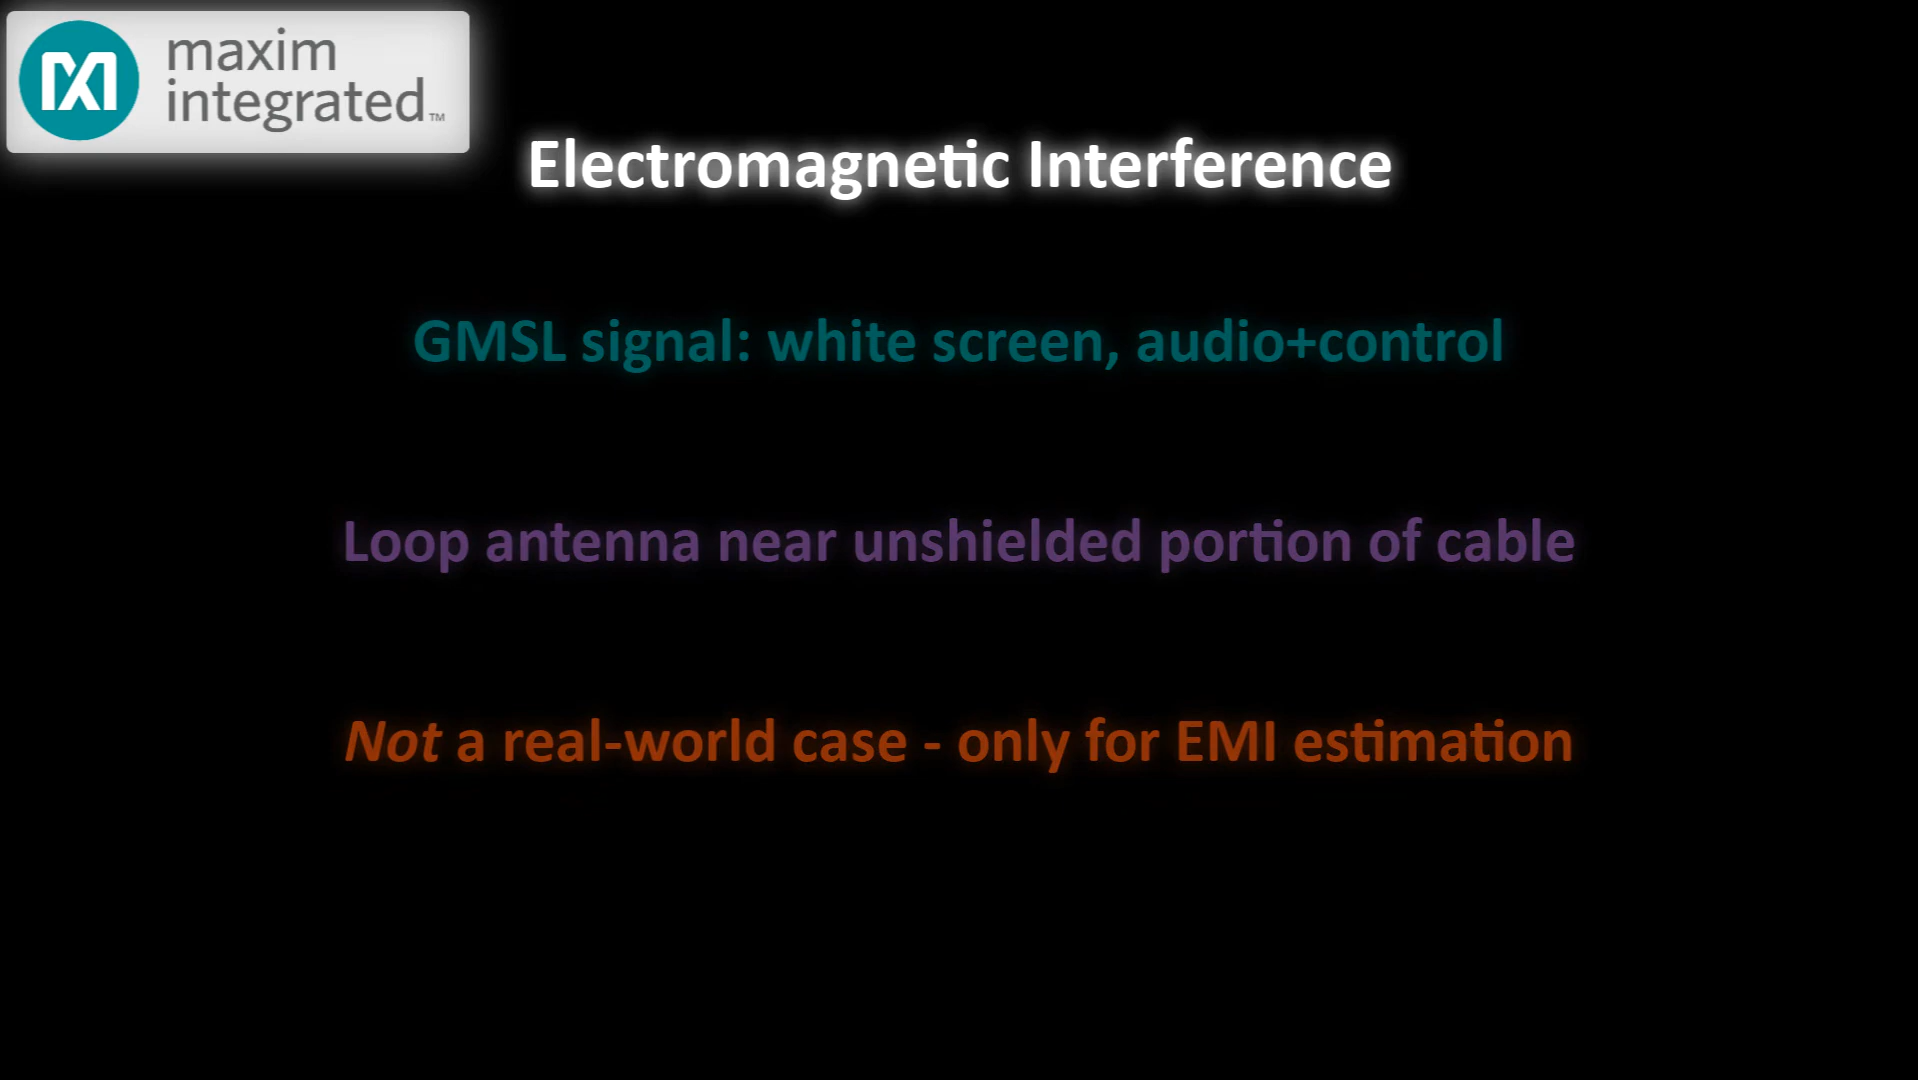 maxim
integrated™
Electromagnetic Interference
GMSL signal: white screen, audio+control
Loop antenna near unshielded portion of cable
Not a real-world case - only for EMI estimation